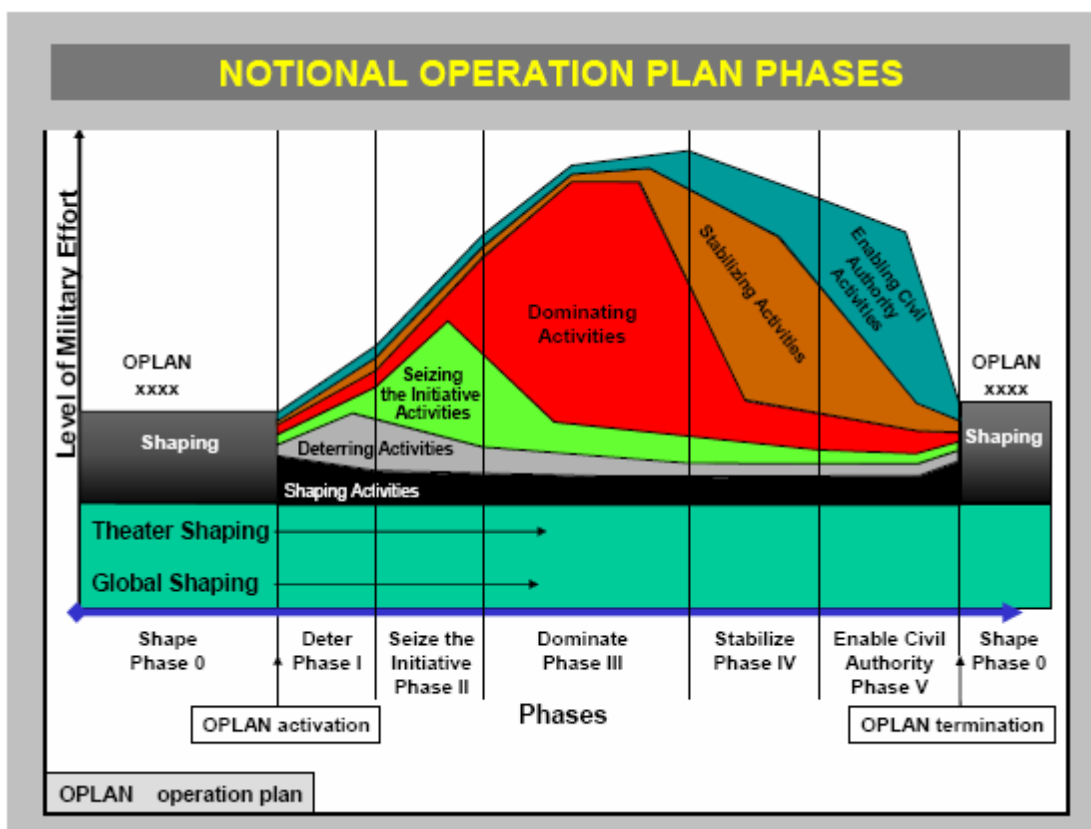 NOTIONAL OPERATION PLAN PHASES
Level of Military Effort
OPLAN
xxxx
Shaping
Enabling Civil
Authority
Activities
Stabilizing Activities
Dominating
Activities
Seizing
the Initiative
Activities
Deterring Activities
Shaping Activities
OPLAN
xxxx
Shaping
Theater Shaping
Global Shaping
Shape
Phase 0
Deter
Phase I
Seize the
Initiative
Phase II
Dominate
Phase III
Stabilize
Phase IV
Enable Civil
Authority
Phase V
Shape
Phase 0
OPLAN activation
Phases
OPLAN termination
OPLAN operation plan